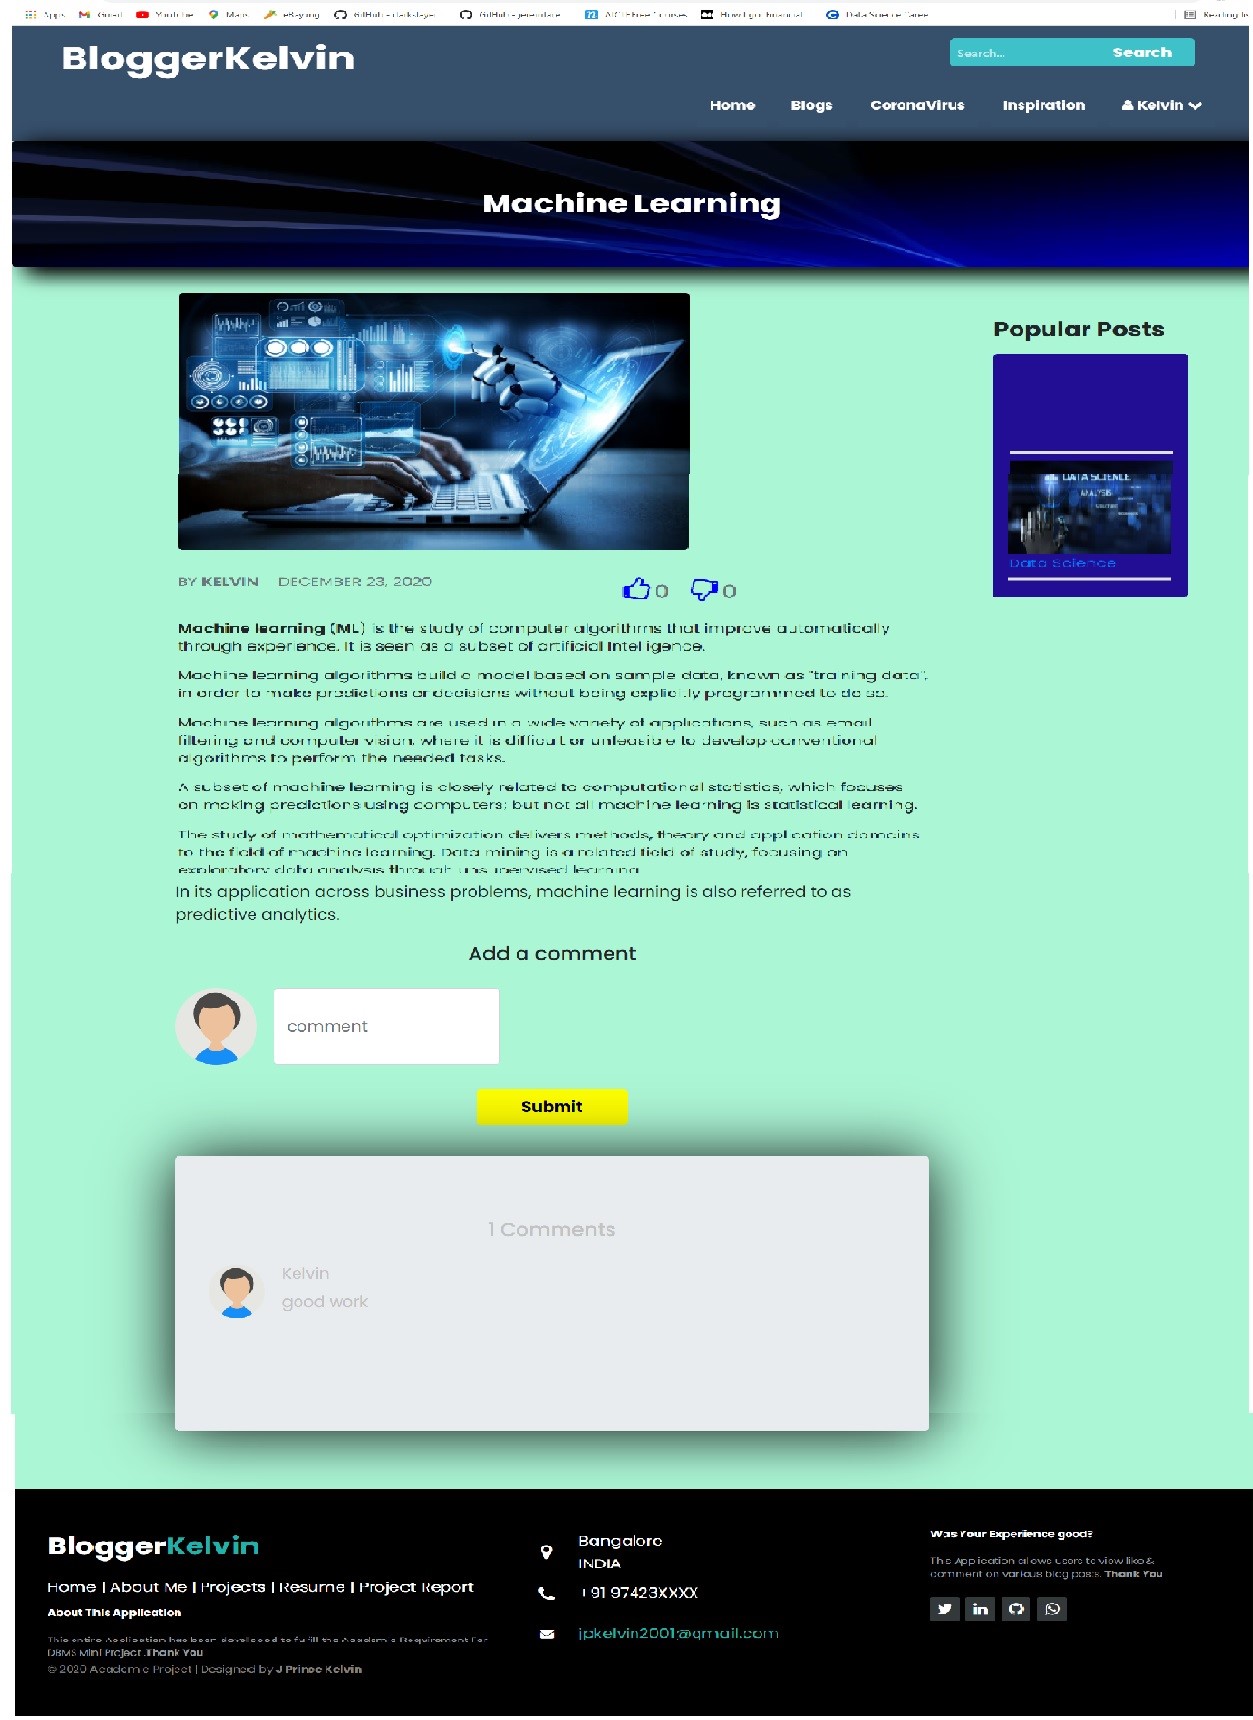 Apps Gmail YouTube Maps
BloggerKelvin
Search... Search
Home Blogs CoronaVirus Inspiration Kelvin
Machine Learning
Popular Posts
DATA SCIENCE
ANALYSIS
Data Science
BY KELVIN DECEMBER 23, 2020 0 0
Machine learning (ML) is the study of computer algorithms that improve automatically
through experience. It is seen as a subset of artificial intelligence.
Machine learning algorithms build a model based on sample data, known as "training data",
in order to make predictions or decisions without being explicitly programmed to do so.
Machine learning algorithms are used in a wide variety of applications, such as email
filtering and computer vision, where it is difficult or unfeasible to develop conventional
algorithms to perform the needed tasks.
A subset of machine learning is closely related to computational statistics, which focuses
on making predictions using computers; but not all machine learning is statistical learning.
The study of mathematical optimization delivers methods, theory and application domains
to the field of machine learning. Data mining is a related field of study, focusing on
exploratory data analysis through unsupervised learning
In its application across business problems, machine learning is also referred to as
predictive analytics.
Add a comment
comment
Submit
1 Comments
Kelvin
good work
BloggerKelvin
Home | About Me | Projects | Resume | Project Report
About This Application
This entire Application has been developed to fulfill the Academic Requirement For
DBMS Mini Project .Thank You
© 2020 Academic Project | Designed by J Prince Kelvin
Bangalore
INDIA
+91 97423XXXX
jpkelvin2001@gmail.com
Was Your Experiience good?
This Application allows users to view like &
comment on various blog posts. Thank You